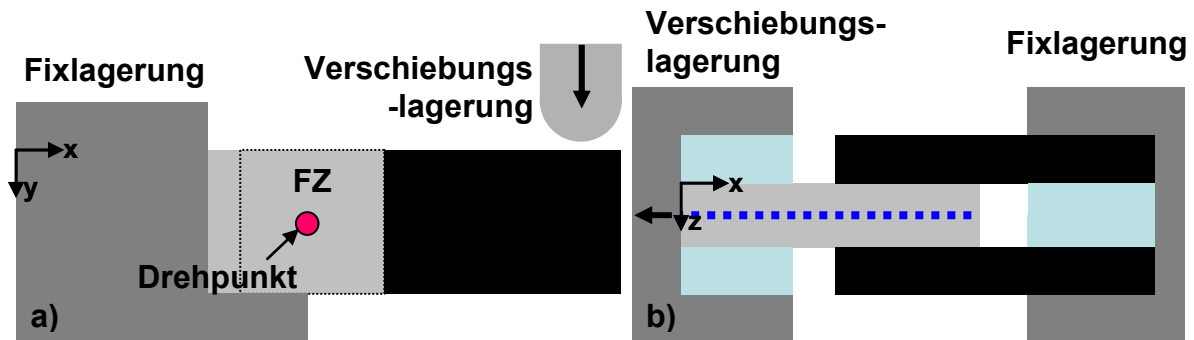 Fixlagerung
Verschiebungs
-lagerung
x
y
FZ
Drehpunkt
a)
Verschiebungs-
lagerung
Fixlagerung
x
z
b)